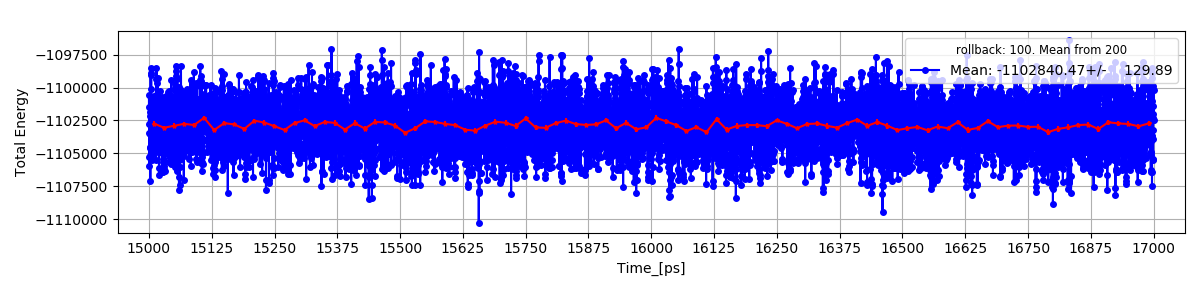 rollback: 100. Mean from 200
Mean: -1102840.47+/- 129.89
Total Energy
−1097500
−1100000
−1102500
−1105000
−1107500
−1110000
15000 15125 15250 15375 15500 15625 15750 15875 16000 16125 16250 16375 16500 16625 16750 16875 17000
Time_[ps]